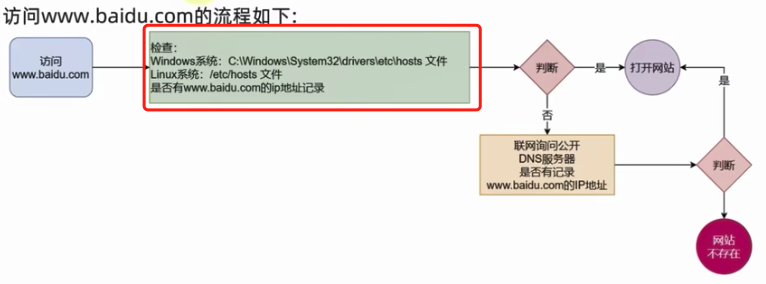 访问www.baidu.com的流程如下：
访问
www.baidu.com
检查：
Windows系统：C:\Windows\System32\drivers\etc\hosts 文件
Linux系统：/etc/hosts 文件
是否有www.baidu.com的ip地址记录
判断
是
打开网站
否
联网询问公开
DNS服务器
是否有记录
www.baidu.com的IP地址
判断
是
网站
不存在